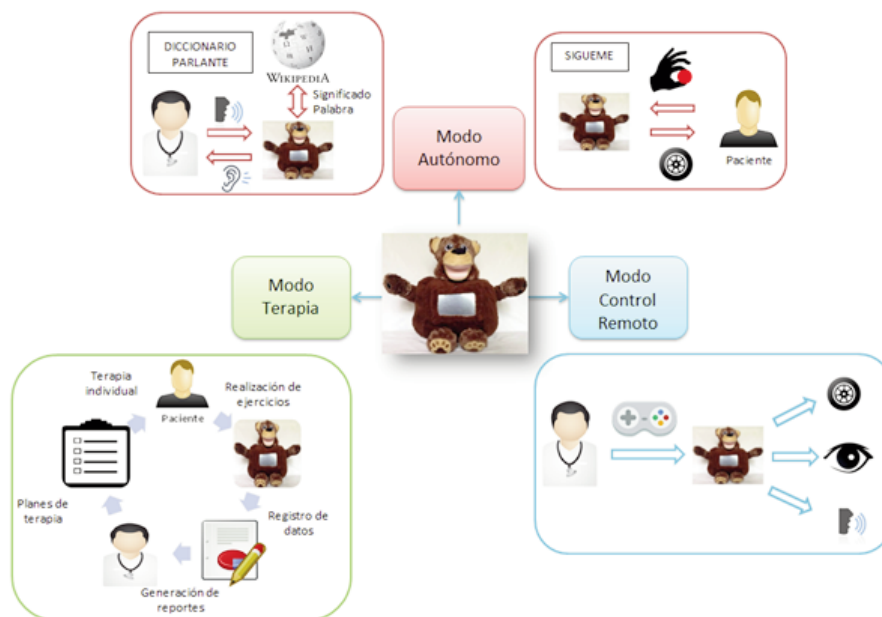 DICCIONARIO
PARLANTE
WIKIPEDIA
Significado
Palabra
SIGUEME
Paciente
Modo
Autónomo
Modo
Terapia
Modo
Control
Remoto
Terapia
individual
Paciente
Realización de
ejercicios
Planes de
terapia
Registro de
datos
Generación de
reportes